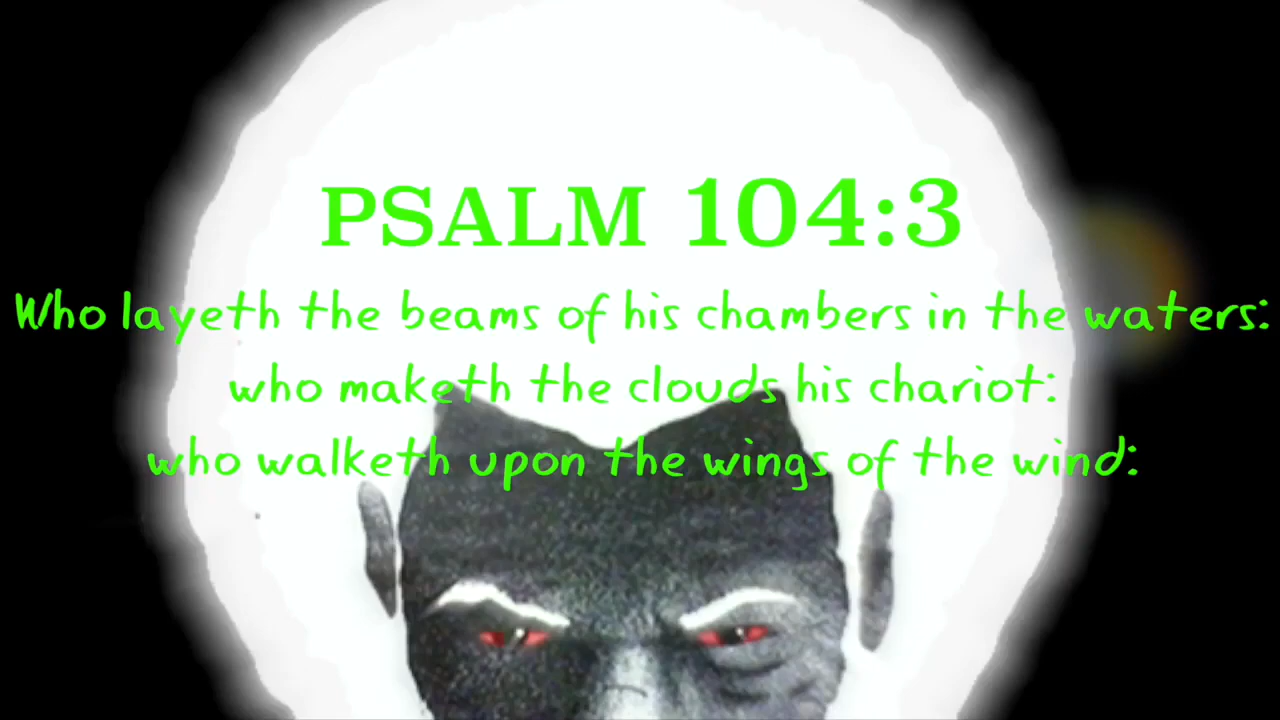 PSALM 104:3
Who layeth the beams of his chambers in the waters:
who maketh the clouds his chariot:
who walketh upon the wings of the wind: